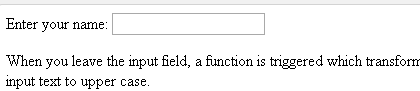 Enter your name:
When you leave the input field, a function is triggered which transform
input text to upper case.